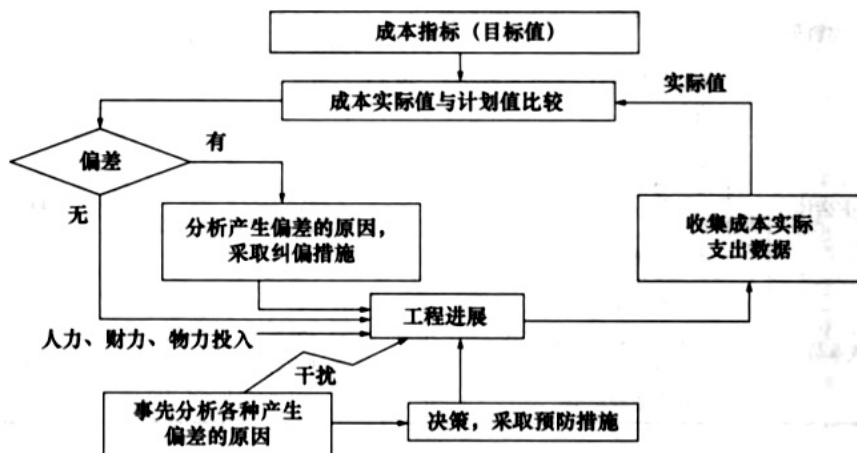 成本指标（目标值）
实际值
成本实际值与计划值比较
偏差
有
无
分析产生偏差的原因，
采取纠偏措施
收集成本实际
支出数据
工程进展
人力、财力、物力投入
干扰
事先分析各种产生
偏差的原因
决策，采取预防措施